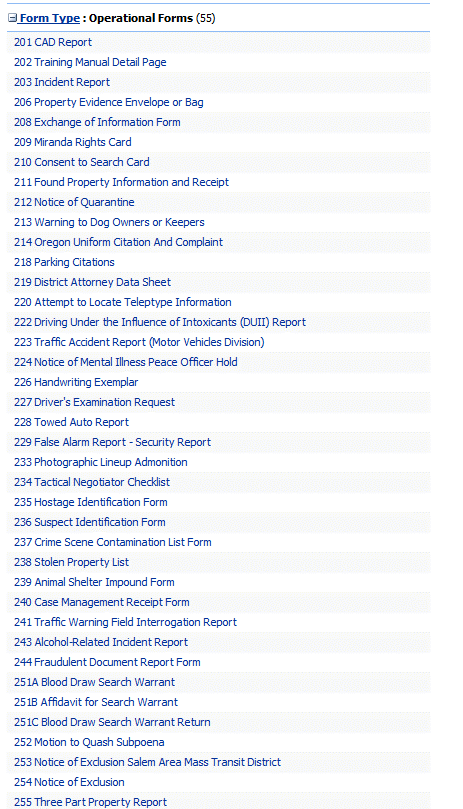 Form Type : Operational Forms (55)
201 CAD Report
202 Training Manual Detail Page
203 Incident Report
206 Property Evidence Envelope or Bag
208 Exchange of Information Form
209 Miranda Rights Card
210 Consent to Search Card
211 Found Property Information and Receipt
212 Notice of Quarantine
213 Warning to Dog Owners or Keepers
214 Oregon Uniform Citation And Complaint
218 Parking Citations
219 District Attorney Data Sheet
220 Attempt to Locate Teletype Information
222 Driving Under the Influence of Intoxicants (DUII) Report
223 Traffic Accident Report (Motor Vehicles Division)
224 Notice of Mental Illness Peace Officer Hold
226 Handwriting Exemplar
227 Driver's Examination Request
228 Towed Auto Report
229 False Alarm Report - Security Report
233 Photographic Lineup Admonition
234 Tactical Negotiator Checklist
235 Hostage Identification Form
236 Suspect Identification Form
237 Crime Scene Contamination List Form
238 Stolen Property List
239 Animal Shelter Impound Form
240 Case Management Receipt Form
241 Traffic Warning Field Interrogation Report
243 Alcohol-Related Incident Report
244 Fraudulent Document Report Form
251A Blood Draw Search Warrant
251B Affidavit for Search Warrant
251C Blood Draw Search Warrant Return
252 Motion to Quash Subpoena
253 Notice of Exclusion Salem Area Mass Transit District
254 Notice of Exclusion
255 Three Part Property Report